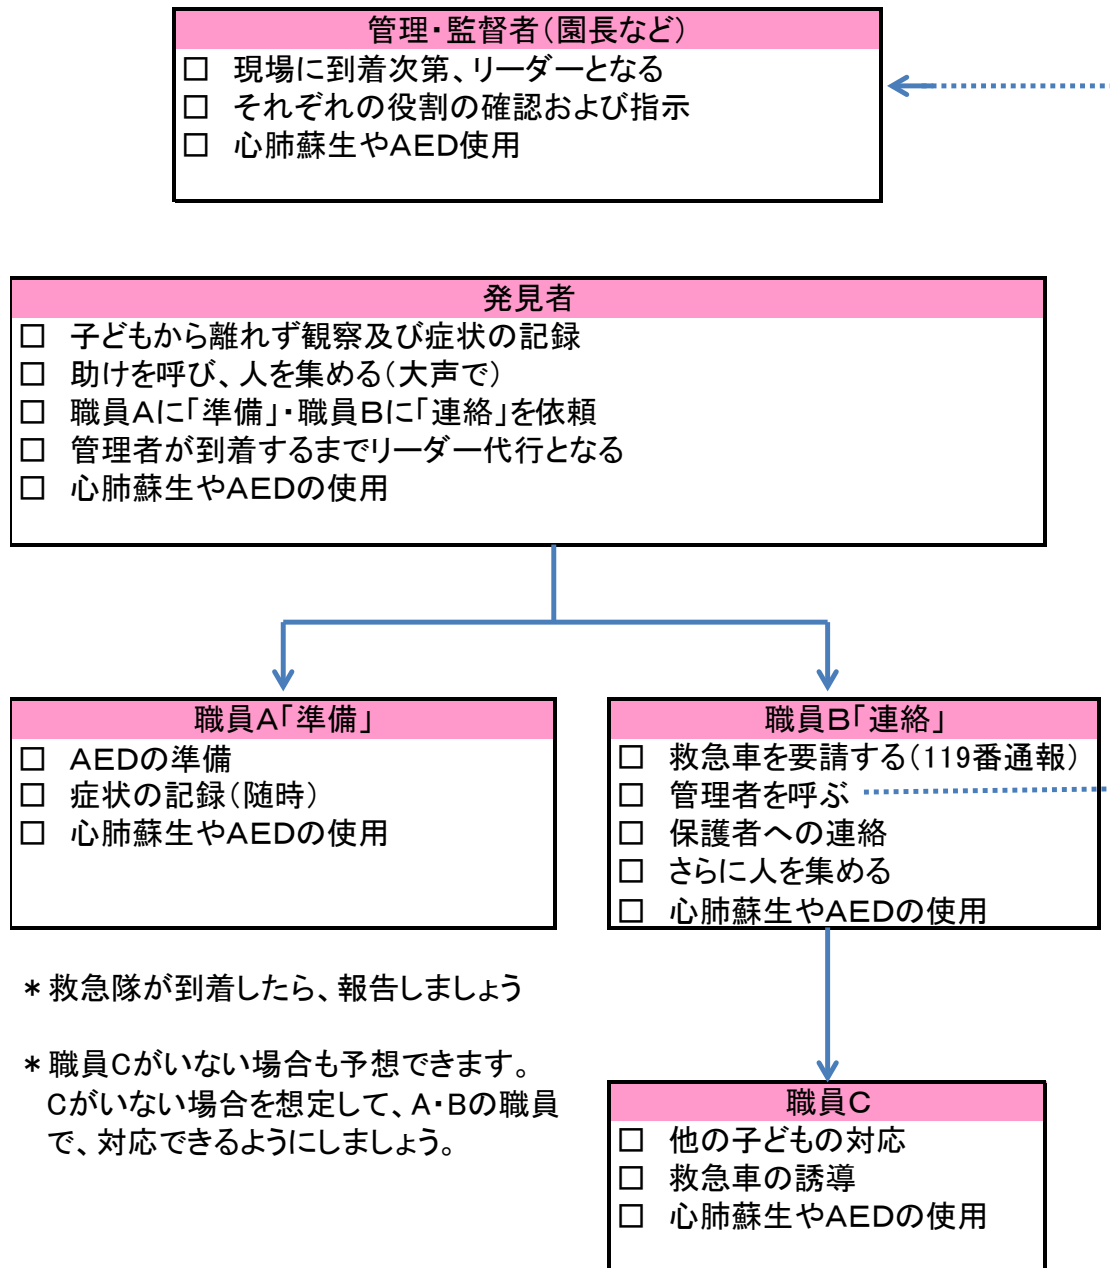 管理・監督者(園長など)
□ 現場に到着次第、リーダーとなる
□ それぞれの役割の確認および指示
□ 心肺蘇生やAED使用
発見者
□ 子どもから離れず観察及び症状の記録
□ 助けを呼び、人を集める(大声で)
□ 職員Aに「準備」・職員Bに「連絡」を依頼
□ 管理者が到着するまでリーダー代行となる
□ 心肺蘇生やAEDの使用
職員A「準備」
□ AEDの準備
□ 症状の記録(随時)
□ 心肺蘇生やAEDの使用
職員B「連絡」
□ 救急車を要請する(119番通報)
□ 管理者を呼ぶ
□ 保護者への連絡
□ さらに人を集める
□ 心肺蘇生やAEDの使用
*救急隊が到着したら、報告しましょう
*職員Cがいない場合も予想できます。
Cがいない場合を想定して、A・Bの職員
で、対応できるようにしましょう。
職員C
□ 他の子どもの対応
□ 救急車の誘導
□ 心肺蘇生やAEDの使用